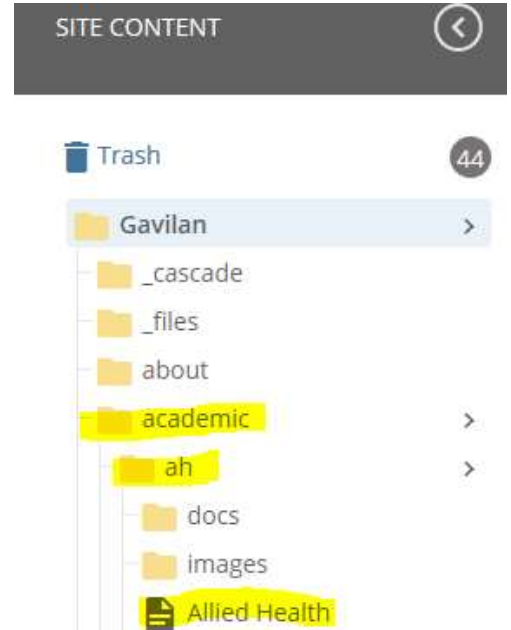 SITE CONTENT
Trash 44
Gavilan
_cascade
_files
about
academic
ah
docs
images
Allied Health